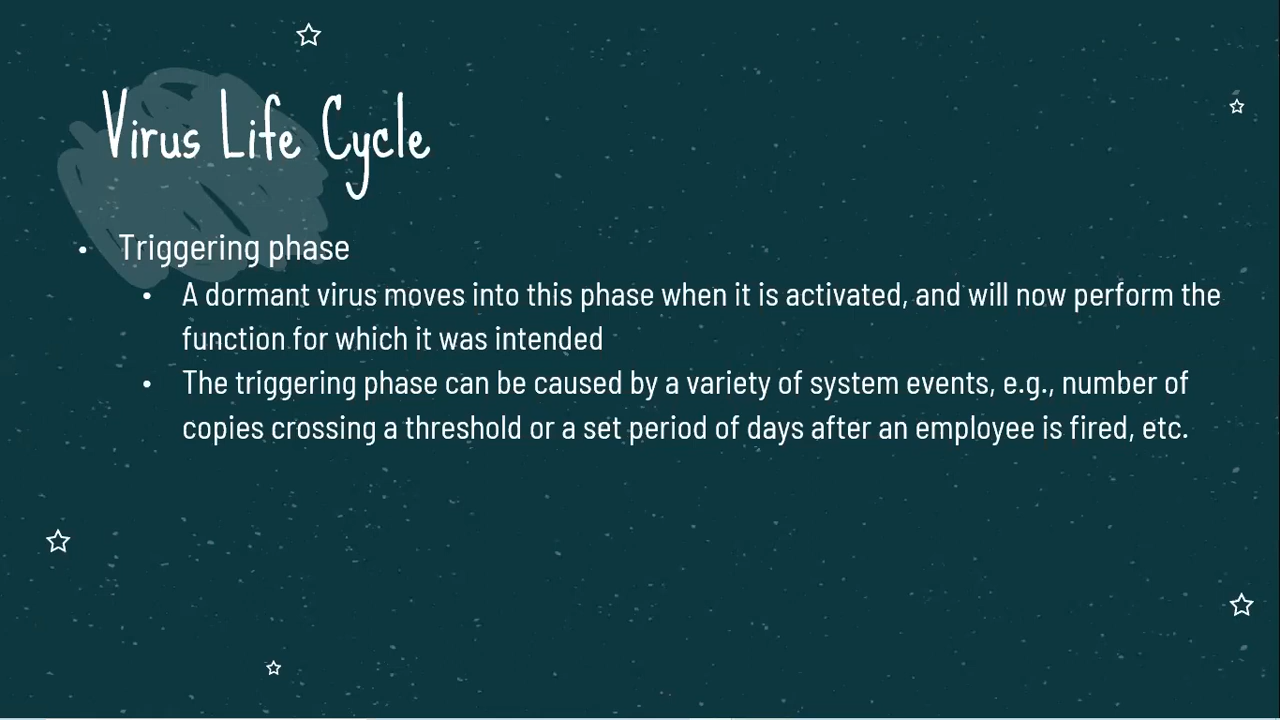 Virus Life Cycle
• Triggering phase
• A dormant virus moves into this phase when it is activated, and will now perform the
function for which it was intended
• The triggering phase can be caused by a variety of system events, e.g., number of
copies crossing a threshold or a set period of days after an employee is fired, etc.